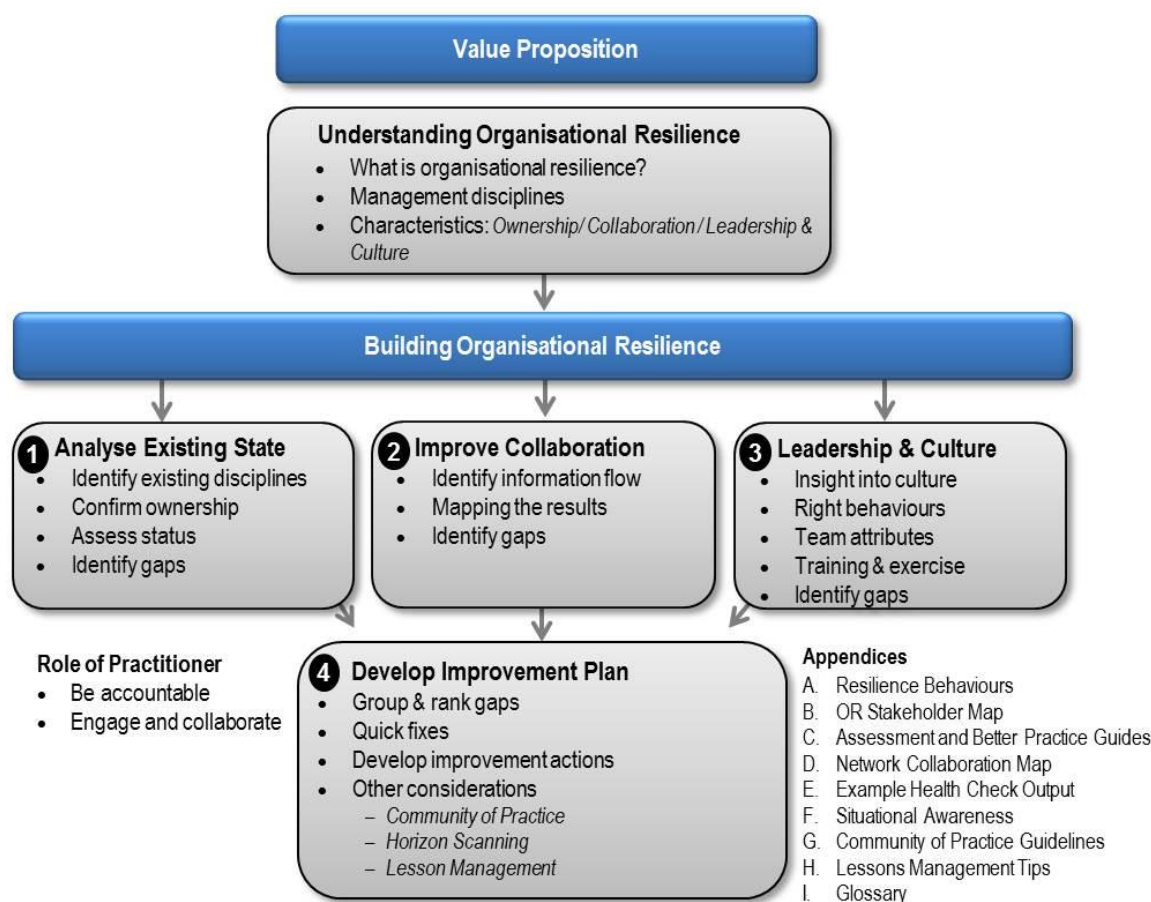 Value Proposition
Understanding Organisational Resilience
• What is organisational resilience?
• Management disciplines
• Characteristics: Ownership/ Collaboration / Leadership &
Culture
Building Organisational Resilience
1 Analyse Existing State
• Identify existing disciplines
• Confirm ownership
• Assess status
• Identify gaps
2 Improve Collaboration
• Identify information flow
• Mapping the results
• Identify gaps
3 Leadership & Culture
• Insight into culture
• Right behaviours
• Team attributes
• Training & exercise
• Identify gaps
Role of Practitioner
• Be accountable
• Engage and collaborate
4 Develop Improvement Plan
• Group & rank gaps
• Quick fixes
• Develop improvement actions
• Other considerations
– Community of Practice
– Horizon Scanning
– Lesson Management
Appendices
A. Resilience Behaviours
B. OR Stakeholder Map
C. Assessment and Better Practice Guides
D. Network Collaboration Map
E. Example Health Check Output
F. Situational Awareness
G. Community of Practice Guidelines
H. Lessons Management Tips
I. Glossary